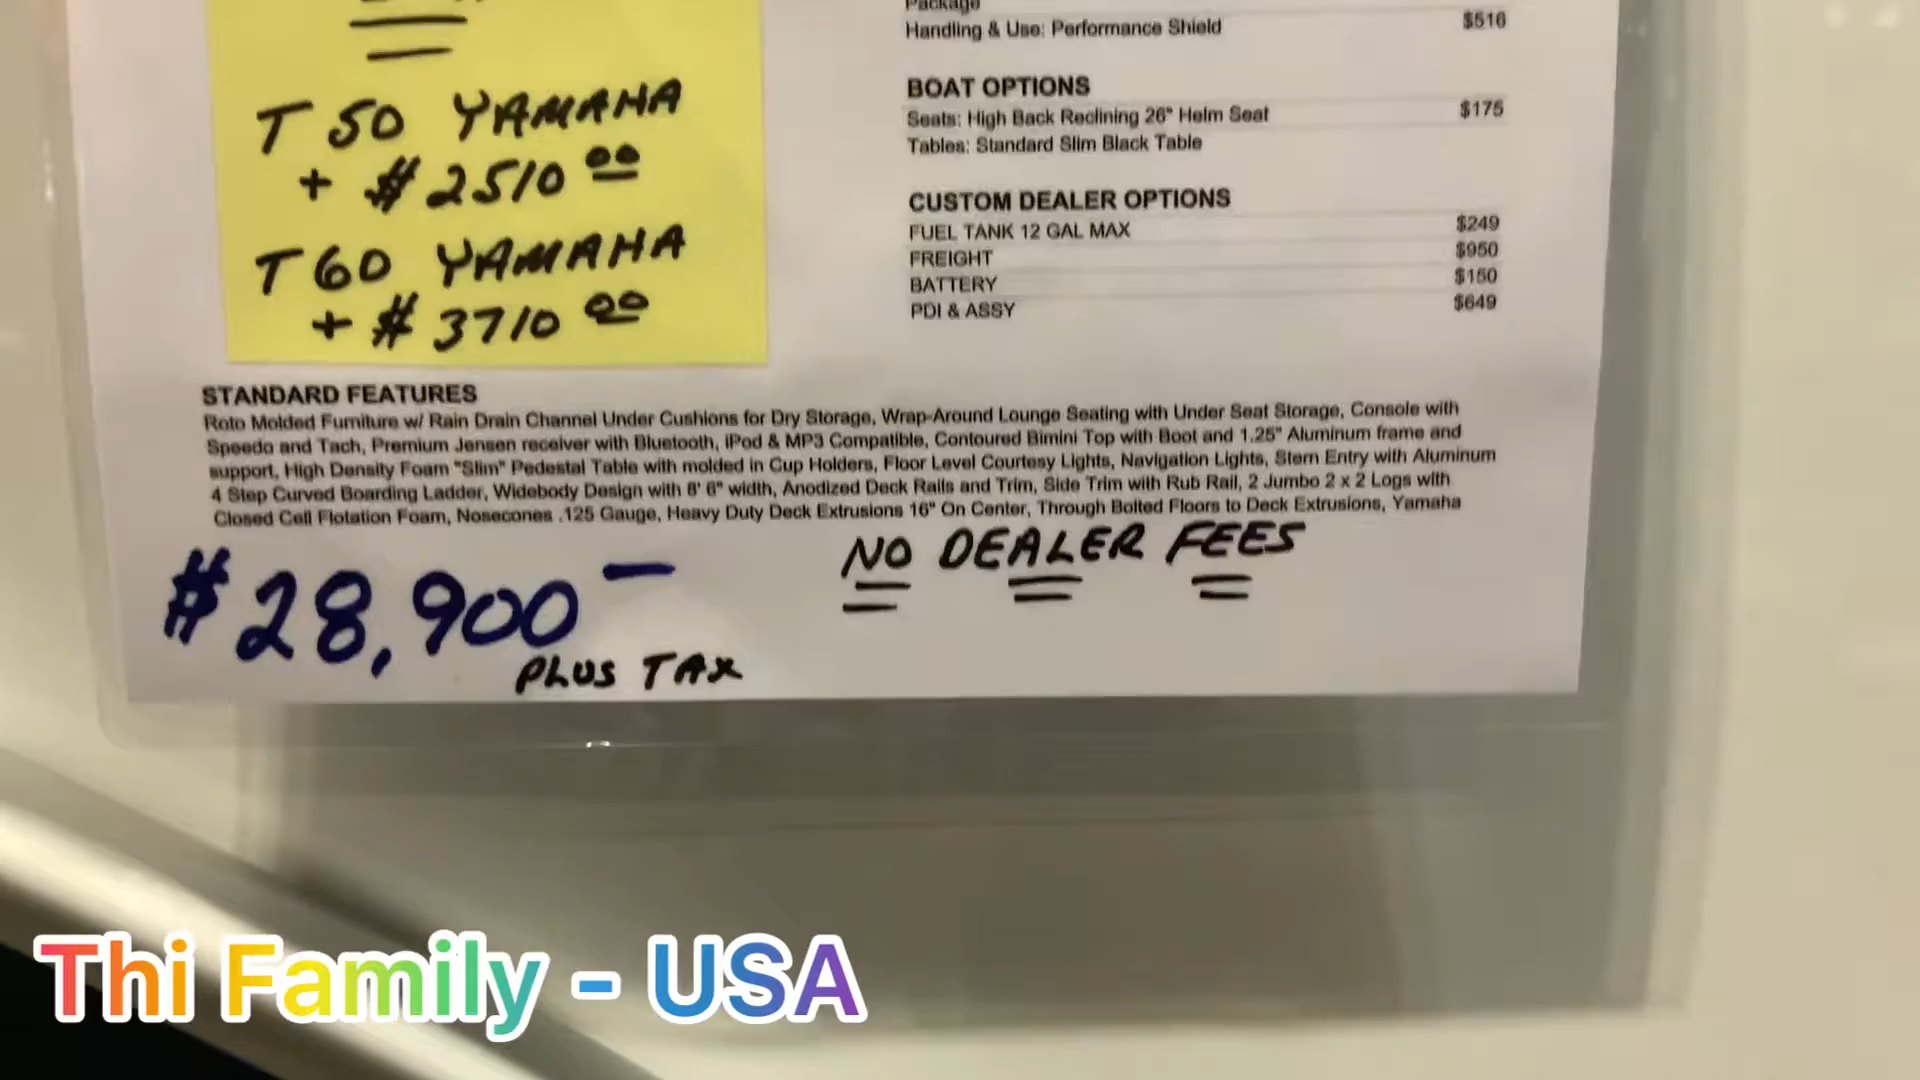 T 50 YAMAHA
+ $2510 00
T 60 YAMAHA
+ $3710 00
Package
Handling & Use: Performance Shield $516
BOAT OPTIONS
Seats: High Back Reclining 26" Helm Seat $175
Tables: Standard Slim Black Table
CUSTOM DEALER OPTIONS
FUEL TANK 12 GAL MAX $249
FREIGHT $950
BATTERY $150
PDI & ASSY $649
STANDARD FEATURES
Roto Molded Furniture w/ Rain Drain Channel Under Cushions for Dry Storage, Wrap-Around Lounge Seating with Under Seat Storage, Console with
Speedo and Tach, Premium Jensen receiver with Bluetooth, iPod & MP3 Compatible, Contoured Bimini Top with Boot and 1.25" Aluminum frame and
support, High Density Foam "Slim" Pedestal Table with molded in Cup Holders, Floor Level Courtesy Lights, Navigation Lights, Stern Entry with Aluminum
4 Step Curved Boarding Ladder, Widebody Design with 8' 6" width, Anodized Deck Rails and Trim, Side Trim with Rub Rail, 2 Jumbo 2 x 2 Logs with
Closed Cell Flotation Foam, Nosecones .125 Gauge, Heavy Duty Deck Extrusions 16" On Center, Through Bolted Floors to Deck Extrusions, Yamaha
NO DEALER FEES
$28,900 —
PLUS TAX
Thi Family - USA